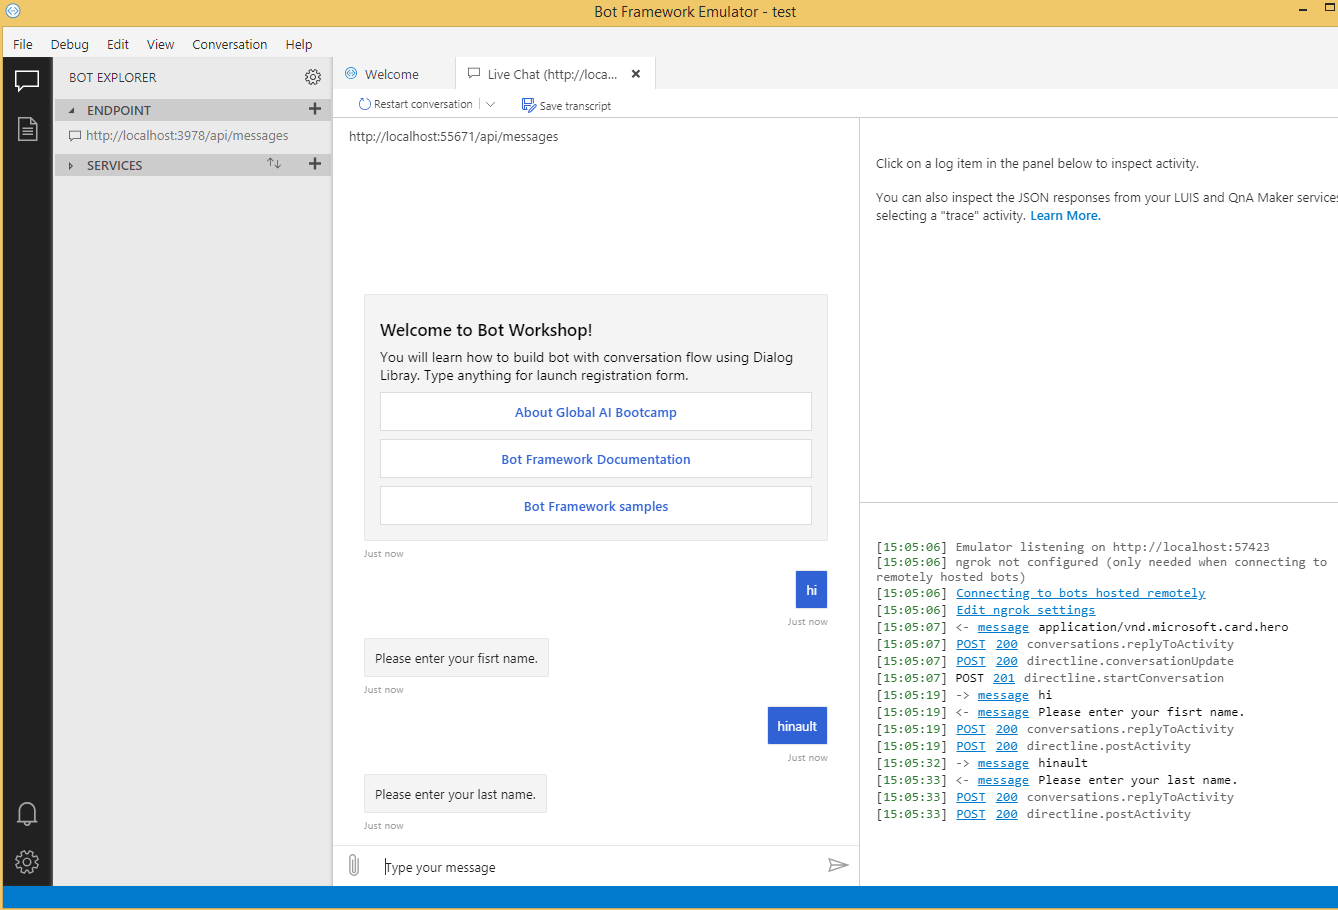 Bot Framework Emulator - test
File Debug Edit View Conversation Help
BOT EXPLORER
ENDPOINT
http://localhost:3978/api/messages
SERVICES
Welcome
Live Chat (http://loca...
Restart conversation
Save transcript
http://localhost:55671/api/messages
Welcome to Bot Workshop!
You will learn how to build bot with conversation flow using Dialog
Libray. Type anything for launch registration form.
About Global AI Bootcamp
Bot Framework Documentation
Bot Framework samples
Just now
hi
Just now
Please enter your fisrt name.
Just now
hinault
Just now
Please enter your last name.
Just now
Type your message
Click on a log item in the panel below to inspect activity.
You can also inspect the JSON responses from your LUIS and QnA Maker services
selecting a "trace" activity. Learn More.
[15:05:06] Emulator listening on http://localhost:57423
[15:05:06] ngrok not configured (only needed when connecting to
remotely hosted bots)
[15:05:06] Connecting to bots hosted remotely
[15:05:06] Edit ngrok settings
[15:05:07] <- message application/vnd.microsoft.card.hero
[15:05:07] POST 200 conversations.replyToActivity
[15:05:07] POST 200 directline.conversationUpdate
[15:05:07] POST 201 directline.startConversation
[15:05:19] -> message hi
[15:05:19] <- message Please enter your fisrt name.
[15:05:19] POST 200 conversations.replyToActivity
[15:05:19] POST 200 directline.postActivity
[15:05:32] -> message hinault
[15:05:33] <- message Please enter your last name.
[15:05:33] POST 200 conversations.replyToActivity
[15:05:33] POST 200 directline.postActivity